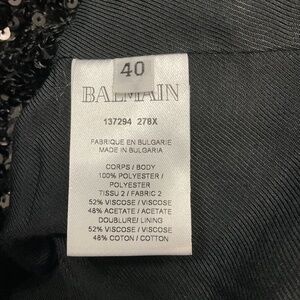 40
BALMAIN
137294 278X
FABRIQUE EN BULGARIE
MADE IN BULGARIA
CORPS / BODY
100% POLYESTER /
POLYESTER
TISSU 2 / FABRIC 2
52% VISCOSE / VISCOSE
48% ACETATE / ACETATE
DOUBLURE/ LINING
52% VISCOSE / VISCOSE
48% COTON / COTTON